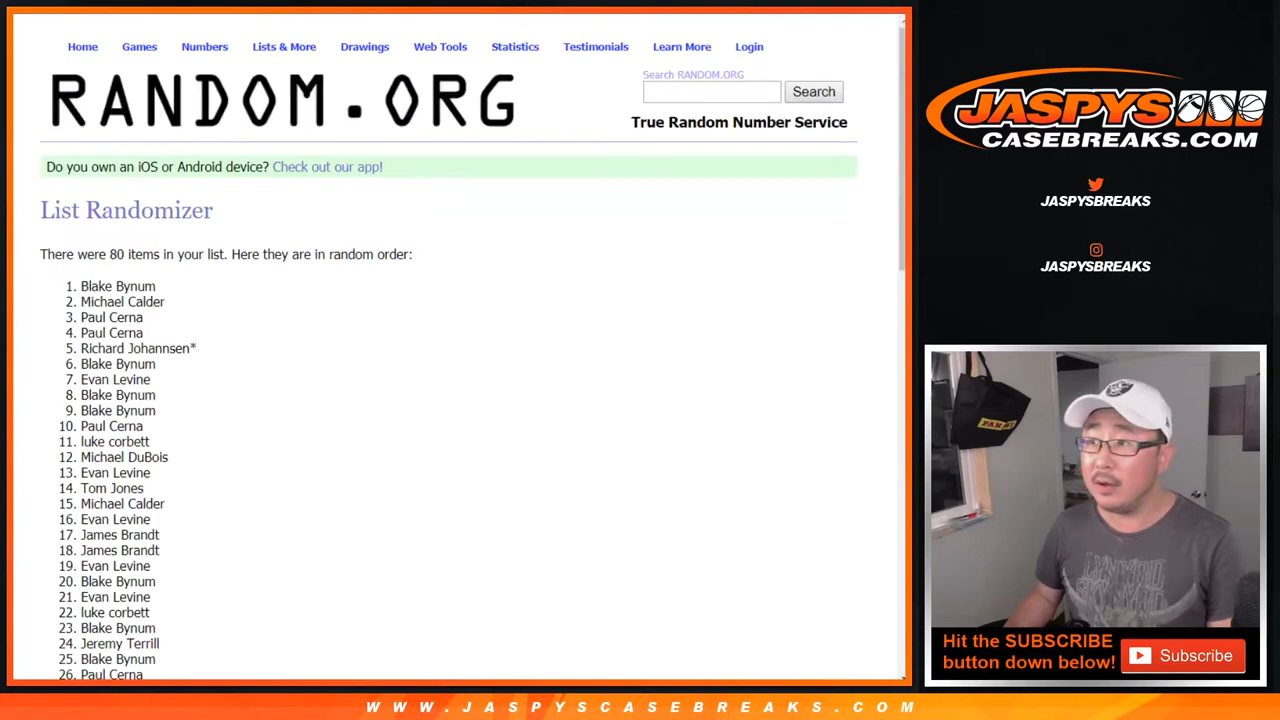 Home Games Numbers Lists & More Drawings Web Tools Statistics Testimonials Learn More Login
RANDOM.ORG
Search RANDOM.ORG
Search
True Random Number Service
Do you own an iOS or Android device? Check out our app!
List Randomizer
There were 80 items in your list. Here they are in random order:
1. Blake Bynum
2. Michael Calder
3. Paul Cerna
4. Paul Cerna
5. Richard Johannsen*
6. Blake Bynum
7. Evan Levine
8. Blake Bynum
9. Blake Bynum
10. Paul Cerna
11. luke corbett
12. Michael DuBois
13. Evan Levine
14. Tom Jones
15. Michael Calder
16. Evan Levine
17. James Brandt
18. James Brandt
19. Evan Levine
20. Blake Bynum
21. Evan Levine
22. luke corbett
23. Blake Bynum
24. Jeremy Terrill
25. Blake Bynum
26. Paul Cerna
JASPYS
CASEBREAKS.COM
JASPYSBREAKS
JASPYSBREAKS
LYNYRD
Hit the SUBSCRIBE
button down below!
Subscribe
WWW.JASPYSCASEBREAKS.COM